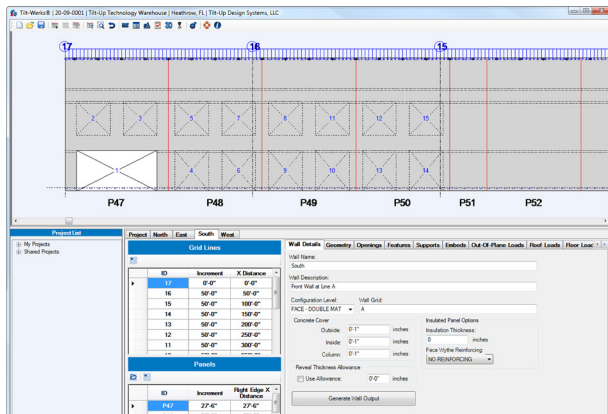 Tilt-Werks® | 20-09-0001 | Tilt-Up Technology Warehouse | Heathrow, FL | Tilt-Up Design Systems, LLC
3D
17 16 15
2 3 5 7 8 11 12 15
1 4 6 9 10 13 14
P47 P48 P49 P50 P51 P52
Project List
My Projects
Shared Projects
Project North East South West
Grid Lines
ID Increment X Distance
17 0'-0" 0'-0"
16 50'-0" 50'-0"
15 50'-0" 100'-0"
14 50'-0" 150'-0"
13 50'-0" 200'-0"
12 50'-0" 250'-0"
11 50'-0" 300'-0"
Panels
ID Increment Right Edge X Distance
P47 27'-6" 27'-6"
Wall Details Geometry Openings Features Supports Embeds Out-Of-Plane Loads Roof Loads Floor Loac
Wall Name:
South
Wall Description:
Front Wall at Line A
Configuration Level: Wall Grid:
FACE - DOUBLE MAT A
Concrete Cover
Outside: 0'-1" inches
Inside: 0'-1" inches
Column: 0'-1" inches
Reveal Thickness Allowance
Use Allowance: 0'-0" inches
Insulated Panel Options
Insulation Thickness:
0 inches
Face Wythe Reinforcing:
NO REINFORCING
Generate Wall Output